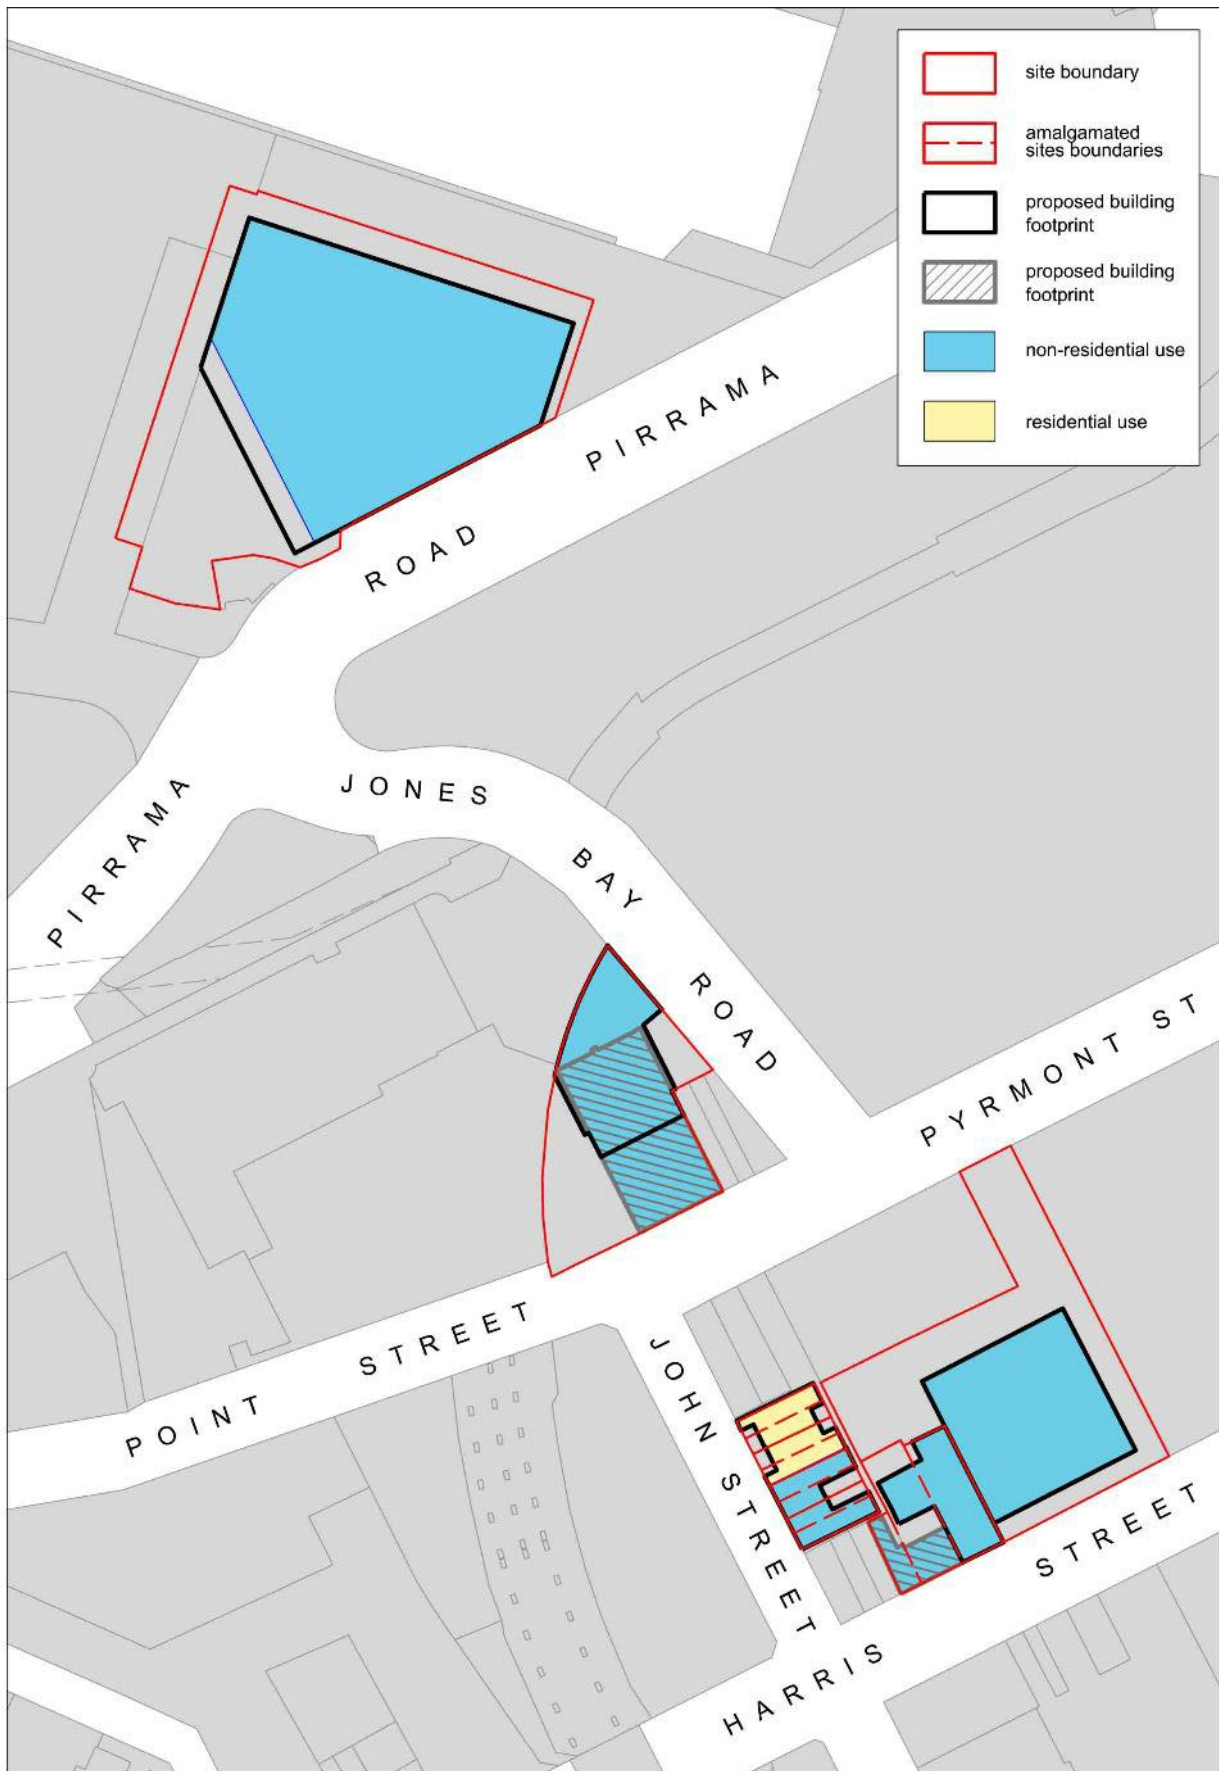 site boundary
amalgamated
sites boundaries
proposed building
footprint
proposed building
footprint
non-residential use
residential use
PIRRAMA
ROAD
PIRRAMA
JONES
BAY
ROAD
PYRMONT ST
POINT STREET
JOHN STREET
HARRIS STREET